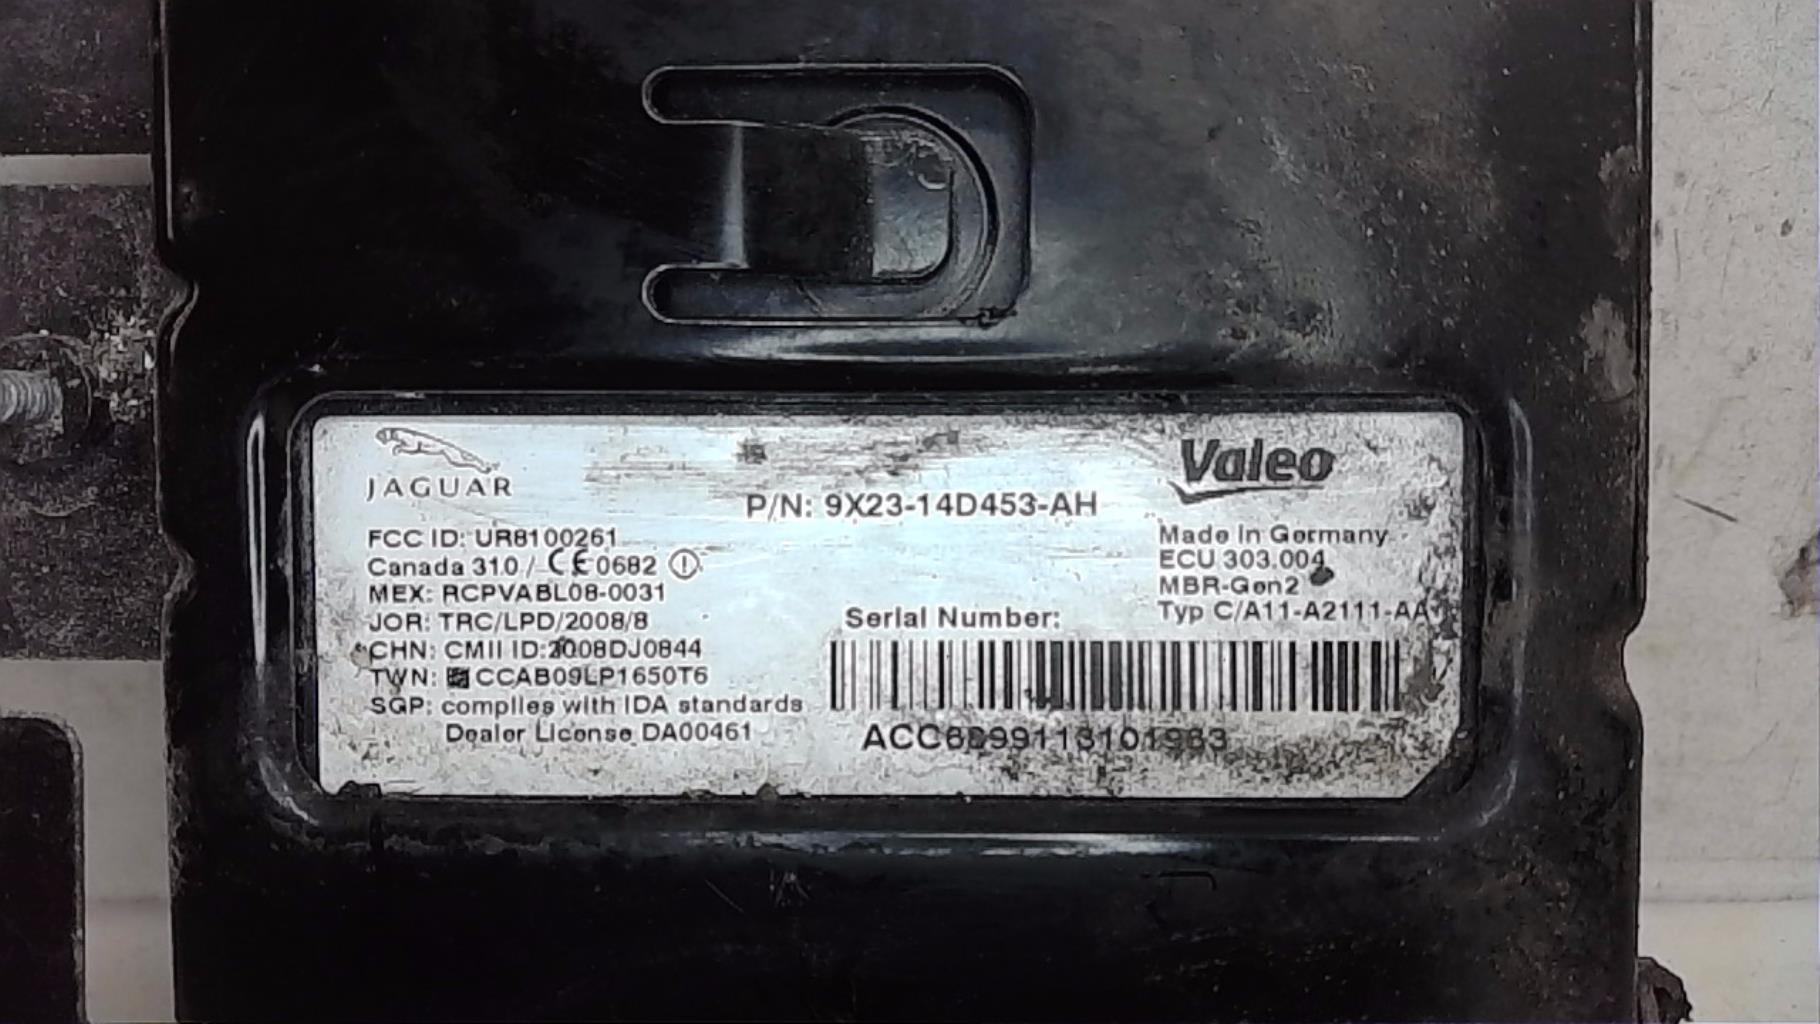 JAGUAR
Valeo
P/N: 9X23-14D453-AH
FCC ID: UR8100261
Canada 310 / CE 0682
MEX: RCPVABL08-0031
JOR: TRC/LPD/2008/8
CHN: CMII ID:2008DJ0844
TWN: CCAB09LP1650T6
SGP: complies with IDA standards
Dealer License DA00461
Made In Germany
ECU 303.004
MBR-Gen2
Typ C/A11-A2111-AA
Serial Number: